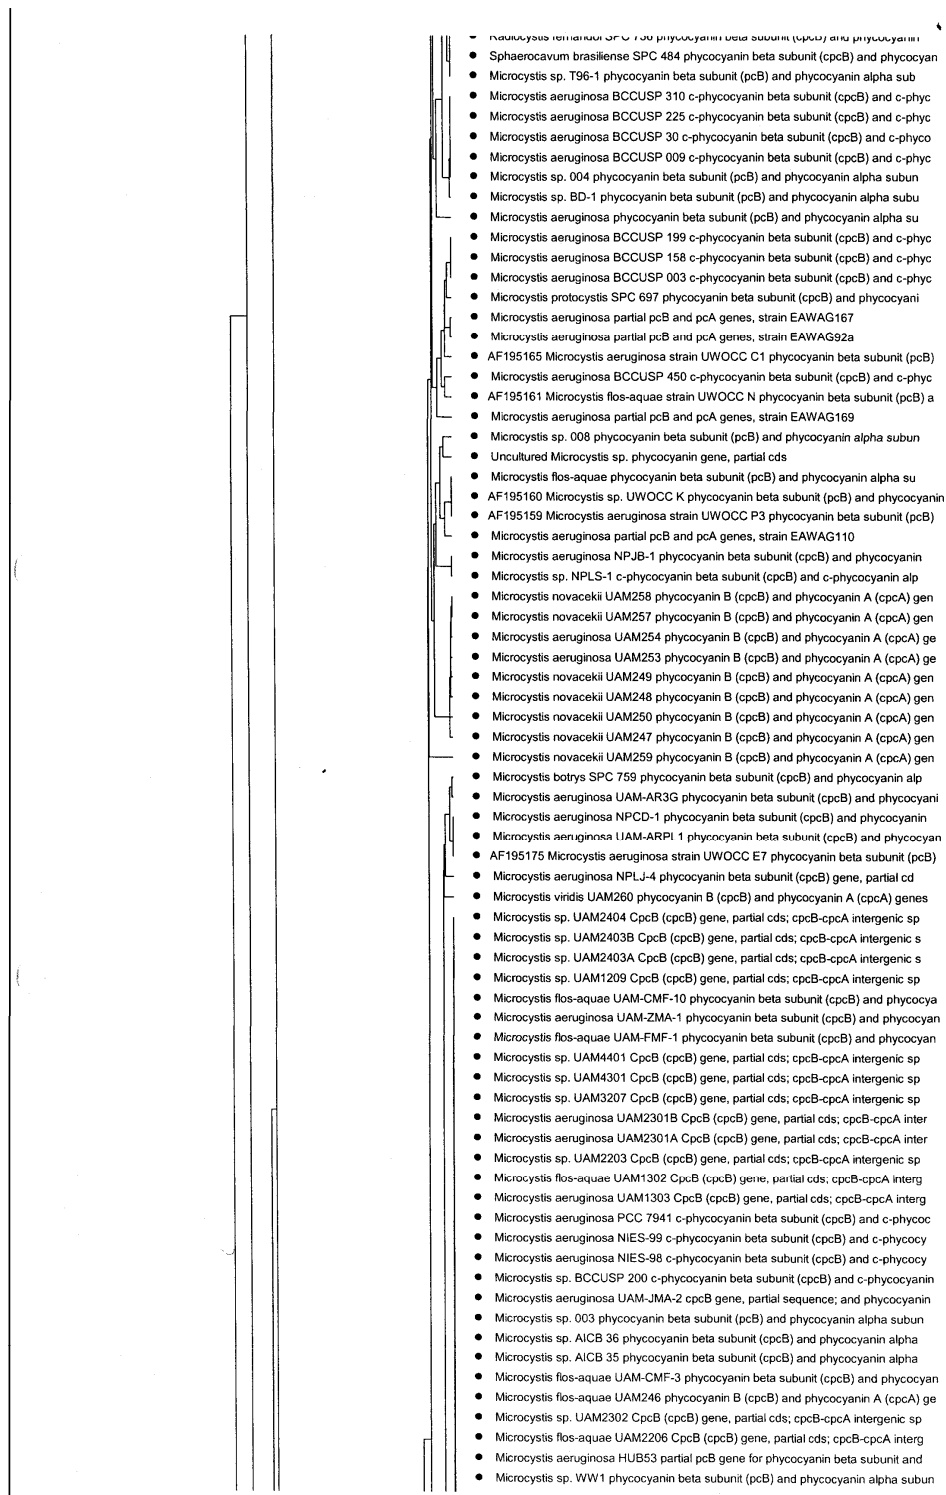 Radiocystis fernandoi SPC 736 phycocyanin beta subunit (cpcB) and phycocyanin
Sphaerocavum brasiliense SPC 484 phycocyanin beta subunit (cpcB) and phycocyan
Microcystis sp. T96-1 phycocyanin beta subunit (pcB) and phycocyanin alpha sub
Microcystis aeruginosa BCCUSP 310 c-phycocyanin beta subunit (cpcB) and c-phyc
Microcystis aeruginosa BCCUSP 225 c-phycocyanin beta subunit (cpcB) and c-phyc
Microcystis aeruginosa BCCUSP 30 c-phycocyanin beta subunit (cpcB) and c-phyco
Microcystis aeruginosa BCCUSP 009 c-phycocyanin beta subunit (cpcB) and c-phyc
Microcystis sp. 004 phycocyanin beta subunit (pcB) and phycocyanin alpha subun
Microcystis sp. BD-1 phycocyanin beta subunit (pcB) and phycocyanin alpha subu
Microcystis aeruginosa phycocyanin beta subunit (pcB) and phycocyanin alpha su
Microcystis aeruginosa BCCUSP 199 c-phycocyanin beta subunit (cpcB) and c-phyc
Microcystis aeruginosa BCCUSP 158 c-phycocyanin beta subunit (cpcB) and c-phyc
Microcystis aeruginosa BCCUSP 003 c-phycocyanin beta subunit (cpcB) and c-phyc
Microcystis protocystis SPC 697 phycocyanin beta subunit (cpcB) and phycocyani
Microcystis aeruginosa partial pcB and pcA genes, strain EAWAG167
Microcystis aeruginosa partial pcB and pcA genes, strain EAWAG92a
AF195165 Microcystis aeruginosa strain UWOCC C1 phycocyanin beta subunit (pcB)
Microcystis aeruginosa BCCUSP 450 c-phycocyanin beta subunit (cpcB) and c-phyc
AF195161 Microcystis flos-aquae strain UWOCC N phycocyanin beta subunit (pcB) a
Microcystis aeruginosa partial pcB and pcA genes, strain EAWAG169
Microcystis sp. 008 phycocyanin beta subunit (pcB) and phycocyanin alpha subun
Uncultured Microcystis sp. phycocyanin gene, partial cds
Microcystis flos-aquae phycocyanin beta subunit (pcB) and phycocyanin alpha su
AF195160 Microcystis sp. UWOCC K phycocyanin beta subunit (pcB) and phycocyanin
AF195159 Microcystis aeruginosa strain UWOCC P3 phycocyanin beta subunit (pcB)
Microcystis aeruginosa partial pcB and pcA genes, strain EAWAG110
Microcystis aeruginosa NPJB-1 phycocyanin beta subunit (cpcB) and phycocyanin
Microcystis sp. NPLS-1 c-phycocyanin beta subunit (cpcB) and c-phycocyanin alp
Microcystis novacekii UAM258 phycocyanin B (cpcB) and phycocyanin A (cpcA) gen
Microcystis novacekii UAM257 phycocyanin B (cpcB) and phycocyanin A (cpcA) gen
Microcystis aeruginosa UAM254 phycocyanin B (cpcB) and phycocyanin A (cpcA) ge
Microcystis aeruginosa UAM253 phycocyanin B (cpcB) and phycocyanin A (cpcA) ge
Microcystis novacekii UAM249 phycocyanin B (cpcB) and phycocyanin A (cpcA) gen
Microcystis novacekii UAM248 phycocyanin B (cpcB) and phycocyanin A (cpcA) gen
Microcystis novacekii UAM250 phycocyanin B (cpcB) and phycocyanin A (cpcA) gen
Microcystis novacekii UAM247 phycocyanin B (cpcB) and phycocyanin A (cpcA) gen
Microcystis novacekii UAM259 phycocyanin B (cpcB) and phycocyanin A (cpcA) gen
Microcystis botrys SPC 759 phycocyanin beta subunit (cpcB) and phycocyanin alp
Microcystis aeruginosa UAM-AR3G phycocyanin beta subunit (cpcB) and phycocyani
Microcystis aeruginosa NPCD-1 phycocyanin beta subunit (cpcB) and phycocyanin
Microcystis aeruginosa UAM-ARPL1 phycocyanin beta subunit (cpcB) and phycocyan
AF195175 Microcystis aeruginosa strain UWOCC E7 phycocyanin beta subunit (pcB)
Microcystis aeruginosa NPLJ-4 phycocyanin beta subunit (cpcB) gene, partial cd
Microcystis viridis UAM260 phycocyanin B (cpcB) and phycocyanin A (cpcA) genes
Microcystis sp. UAM2404 CpcB (cpcB) gene, partial cds; cpcB-cpcA intergenic sp
Microcystis sp. UAM2403B CpcB (cpcB) gene, partial cds; cpcB-cpcA intergenic s
Microcystis sp. UAM2403A CpcB (cpcB) gene, partial cds; cpcB-cpcA intergenic s
Microcystis sp. UAM1209 CpcB (cpcB) gene, partial cds; cpcB-cpcA intergenic sp
Microcystis flos-aquae UAM-CMF-10 phycocyanin beta subunit (cpcB) and phycocya
Microcystis aeruginosa UAM-ZMA-1 phycocyanin beta subunit (cpcB) and phycocyan
Microcystis flos-aquae UAM-FMF-1 phycocyanin beta subunit (cpcB) and phycocyan
Microcystis sp. UAM4401 CpcB (cpcB) gene, partial cds; cpcB-cpcA intergenic sp
Microcystis sp. UAM4301 CpcB (cpcB) gene, partial cds; cpcB-cpcA intergenic sp
Microcystis sp. UAM3207 CpcB (cpcB) gene, partial cds; cpcB-cpcA intergenic sp
Microcystis aeruginosa UAM2301B CpcB (cpcB) gene, partial cds; cpcB-cpcA inter
Microcystis aeruginosa UAM2301A CpcB (cpcB) gene, partial cds; cpcB-cpcA inter
Microcystis sp. UAM2203 CpcB (cpcB) gene, partial cds; cpcB-cpcA intergenic sp
Microcystis flos-aquae UAM1302 CpcB (cpcB) gene, partial cds; cpcB-cpcA interg
Microcystis aeruginosa UAM1303 CpcB (cpcB) gene, partial cds; cpcB-cpcA interg
Microcystis aeruginosa PCC 7941 c-phycocyanin beta subunit (cpcB) and c-phycoc
Microcystis aeruginosa NIES-99 c-phycocyanin beta subunit (cpcB) and c-phycocy
Microcystis aeruginosa NIES-98 c-phycocyanin beta subunit (cpcB) and c-phycocy
Microcystis sp. BCCUSP 200 c-phycocyanin beta subunit (cpcB) and c-phycocyanin
Microcystis aeruginosa UAM-JMA-2 cpcB gene, partial sequence; and phycocyanin
Microcystis sp. 003 phycocyanin beta subunit (pcB) and phycocyanin alpha subun
Microcystis sp. AICB 36 phycocyanin beta subunit (cpcB) and phycocyanin alpha
Microcystis sp. AICB 35 phycocyanin beta subunit (cpcB) and phycocyanin alpha
Microcystis flos-aquae UAM-CMF-3 phycocyanin beta subunit (cpcB) and phycocyan
Microcystis flos-aquae UAM246 phycocyanin B (cpcB) and phycocyanin A (cpcA) ge
Microcystis sp. UAM2302 CpcB (cpcB) gene, partial cds; cpcB-cpcA intergenic sp
Microcystis flos-aquae UAM2206 CpcB (cpcB) gene, partial cds; cpcB-cpcA interg
Microcystis aeruginosa HUB53 partial pcB gene for phycocyanin beta subunit and
Microcystis sp. WW1 phycocyanin beta subunit (pcB) and phycocyanin alpha subun